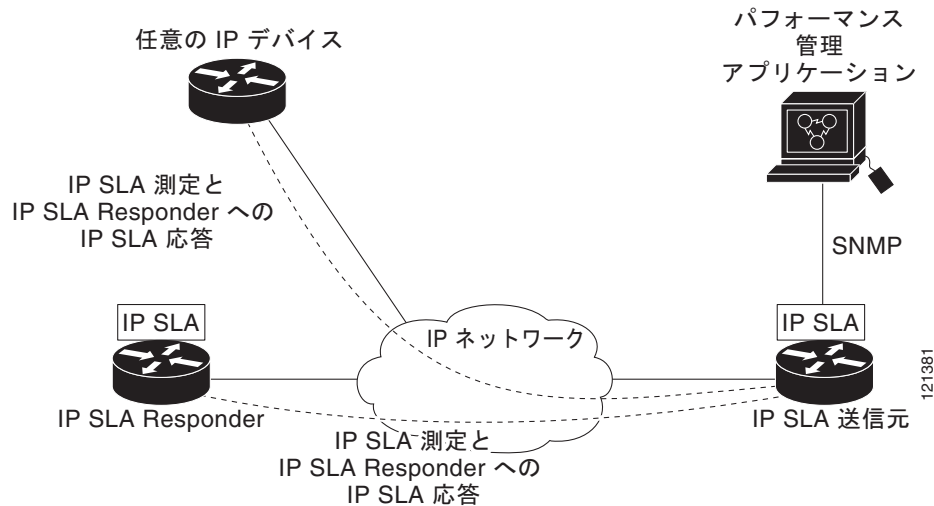 任意の IP デバイス
パフォーマンス
管理
アプリケーション
IP SLA 測定と
IP SLA Responder への
IP SLA 応答
SNMP
IP SLA
IP ネットワーク
IP SLA
IP SLA Responder
IP SLA 送信元
121381
IP SLA 測定と
IP SLA Responder への
IP SLA 応答